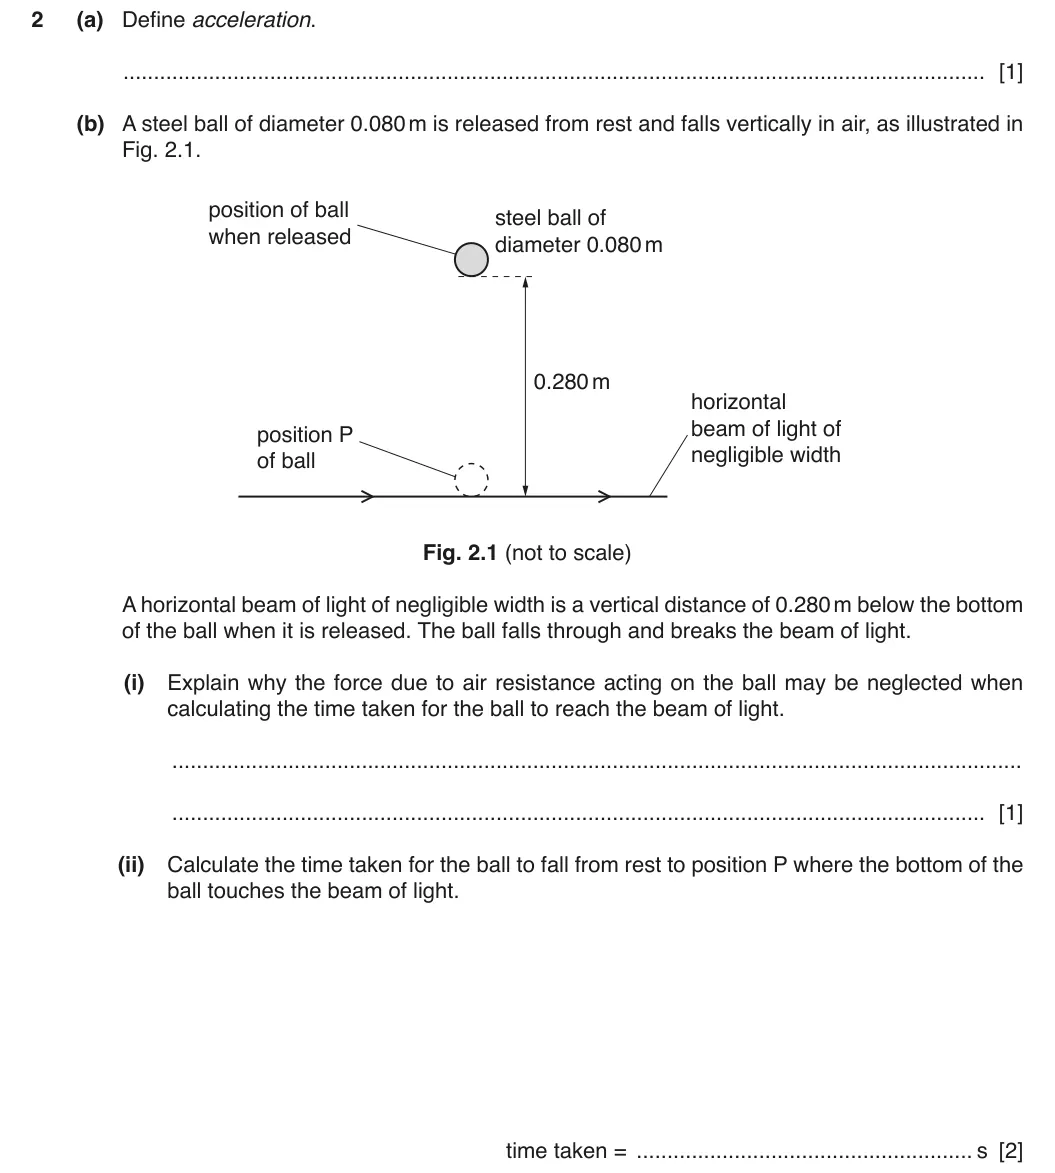 2 (a) Define acceleration.
................................................................................................................................................ [1]
(b) A steel ball of diameter 0.080 m is released from rest and falls vertically in air, as illustrated in
Fig. 2.1.
position of ball
when released
steel ball of
diameter 0.080 m
0.280 m
horizontal
beam of light of
negligible width
position P
of ball
Fig. 2.1 (not to scale)
A horizontal beam of light of negligible width is a vertical distance of 0.280 m below the bottom
of the ball when it is released. The ball falls through and breaks the beam of light.
(i) Explain why the force due to air resistance acting on the ball may be neglected when
calculating the time taken for the ball to reach the beam of light.
...........................................................................................................................................
..................................................................................................................................... [1]
(ii) Calculate the time taken for the ball to fall from rest to position P where the bottom of the
ball touches the beam of light.
time taken = ....................................................... s [2]